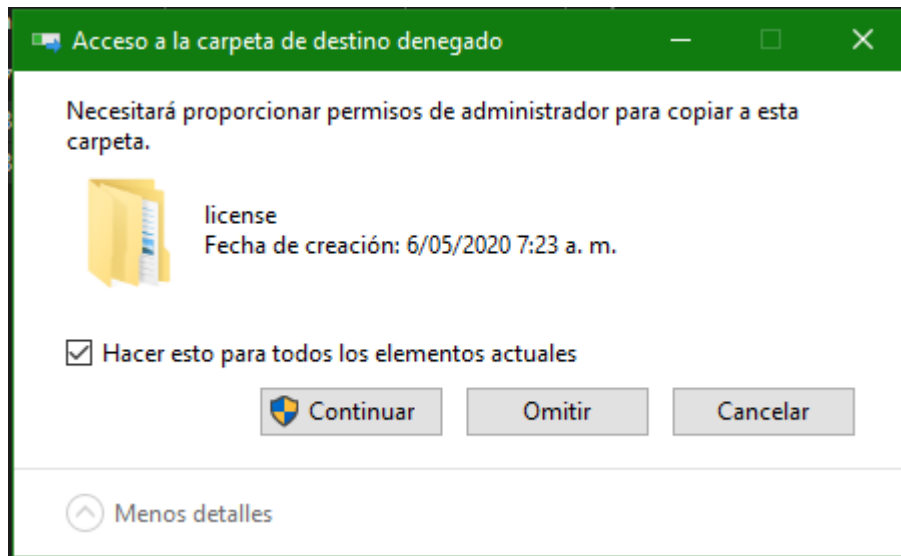 Acceso a la carpeta de destino denegado
Necesitará proporcionar permisos de administrador para copiar a esta
carpeta.
license
Fecha de creación: 6/05/2020 7:23 a. m.
Hacer esto para todos los elementos actuales
Continuar
Omitir
Cancelar
Menos detalles